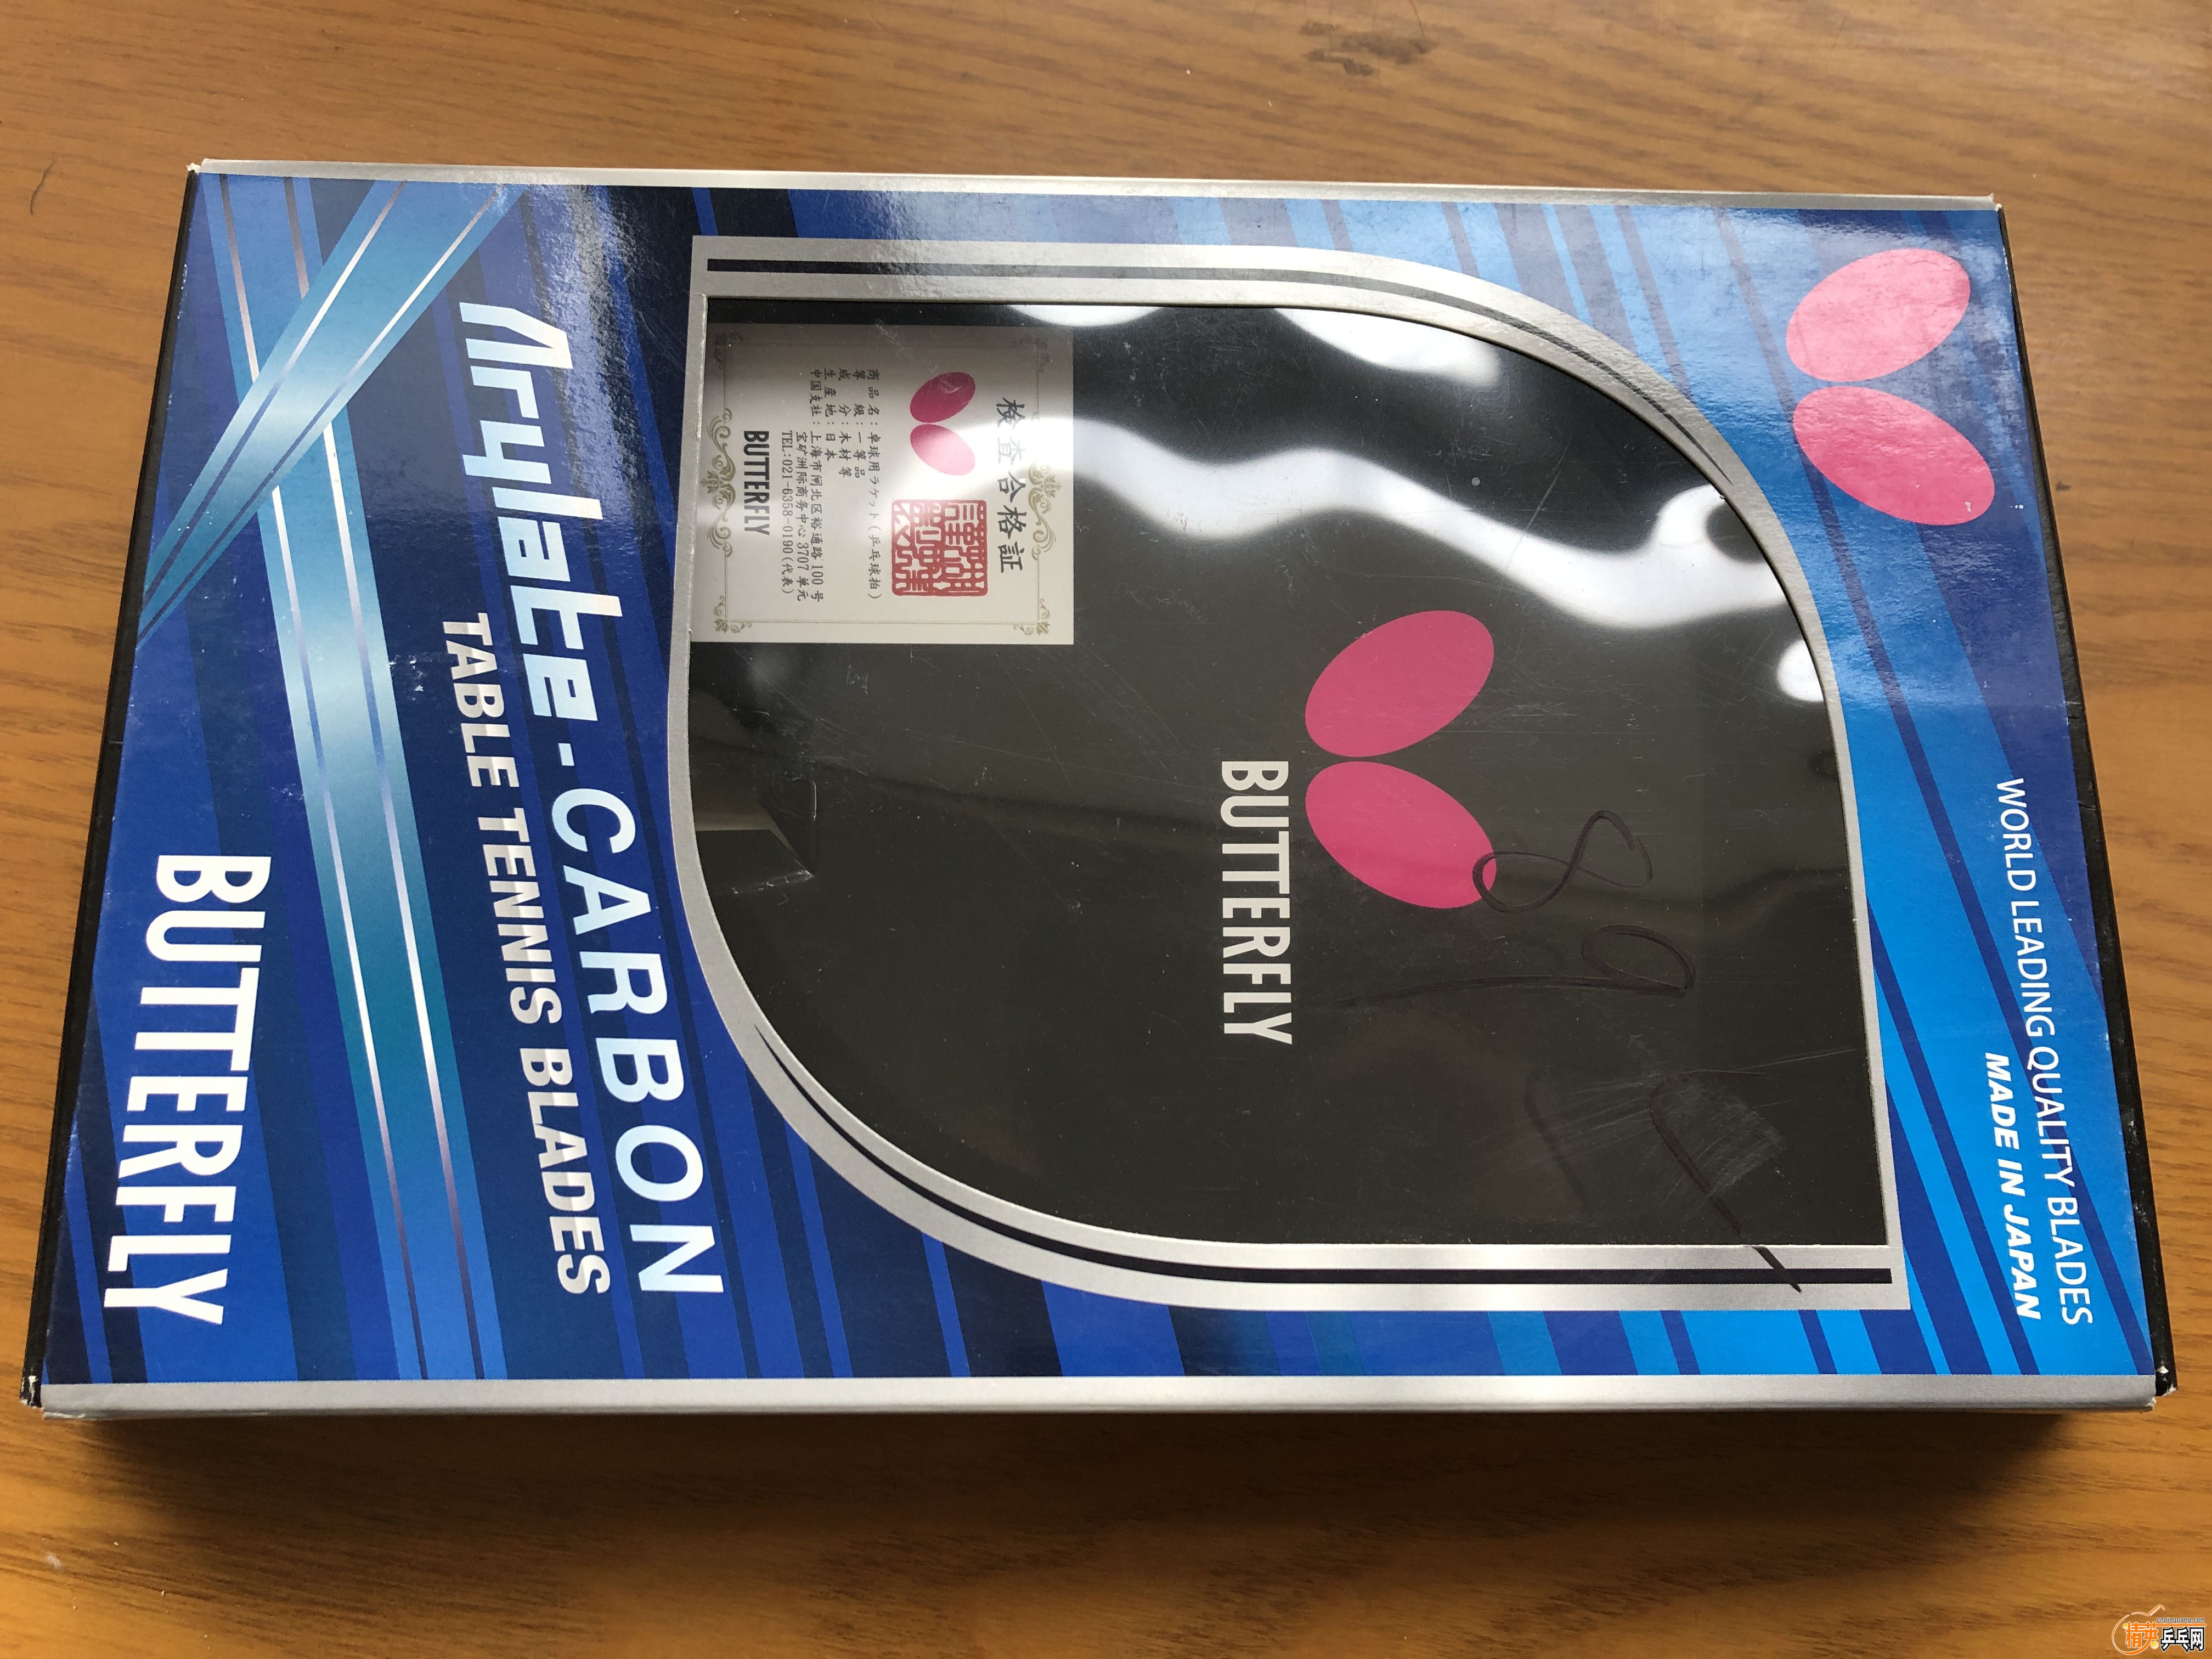 WORLD LEADING QUALITY BLADES
MADE IN JAPAN
89
BUTTERFLY
検査合格証
商品名：卓球用ラケット(乒乓球拍)
等級：一等品
成分：木材等
生産地：日本
中国支社：上海市闸北区裕通路100号
宝矿洲际商务中心3707单元
TEL:0221-6358-0190(代表)
BUTTERFLY
Arylate-CARBON
TABLE TENNIS BLADES
BUTTERFLY
精英乒乓网